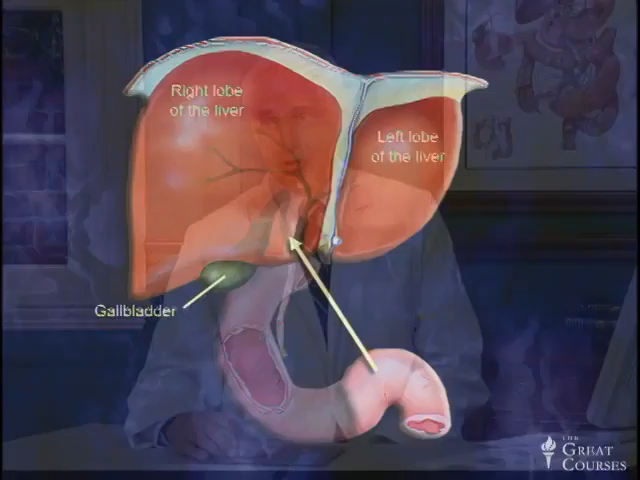 Right lobe
of the liver
Left lobe
of the liver
Gallbladder
THE
GREAT
COURSES